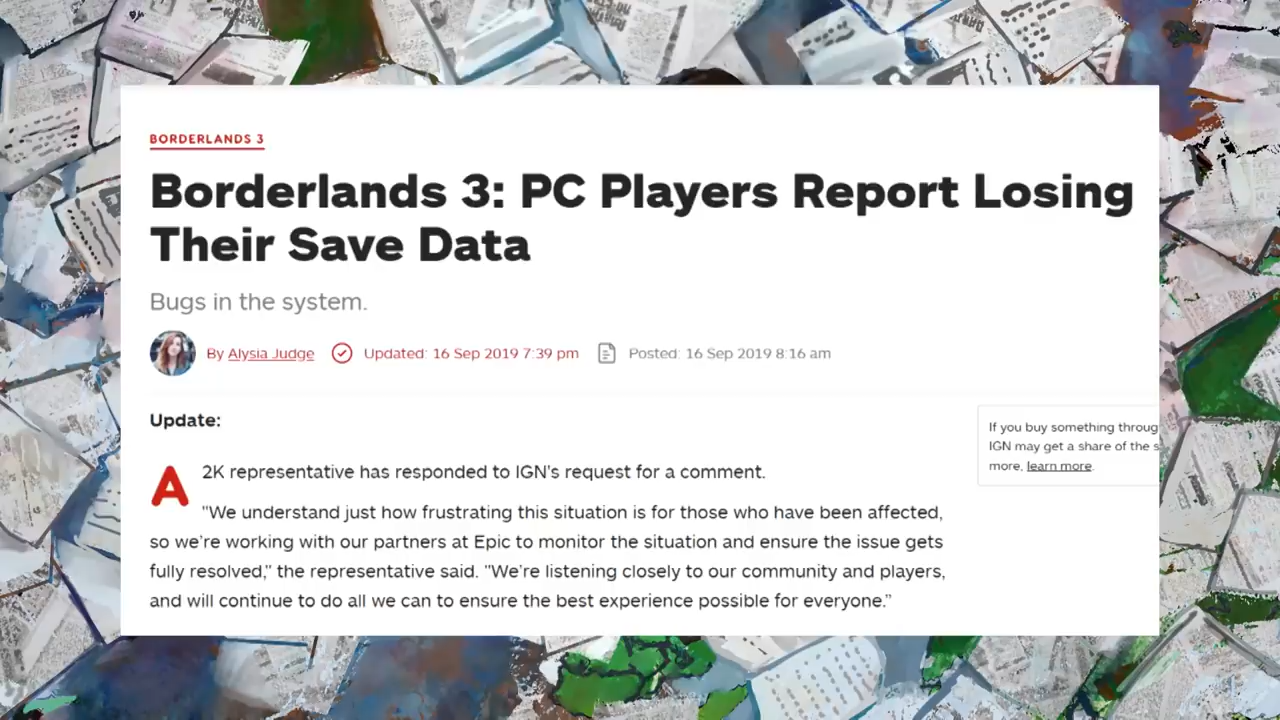 BORDERLANDS 3
Borderlands 3: PC Players Report Losing
Their Save Data
Bugs in the system.
By Alysia Judge Updated: 16 Sep 2019 7:39 pm Posted: 16 Sep 2019 8:16 am
Update:
A 2K representative has responded to IGN's request for a comment.
"We understand just how frustrating this situation is for those who have been affected,
so we're working with our partners at Epic to monitor the situation and ensure the issue gets
fully resolved," the representative said. "We're listening closely to our community and players,
and will continue to do all we can to ensure the best experience possible for everyone."
If you buy something throug
IGN may get a share of the s
more, learn more.